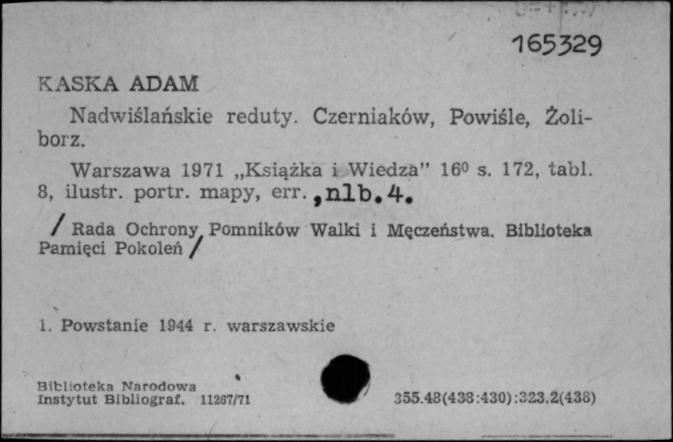 165329
KASKA ADAM
Nadwiślańskie reduty. Czerniaków, Powiśle, Żoli-
borz.
Warszawa 1971 „Książka i Wiedza” 16⁰ s. 172, tabl.
8, ilustr. portr. mapy, err. , nlb. 4.
/ Rada Ochrony Pomników Walki i Męczeństwa. Biblioteka
Pamięci Pokoleń /
1. Powstanie 1944 r. warszawskie
Biblioteka Narodowa
Instytut Bibliograf. 11267/71
355.48(438:430):323.2(438)